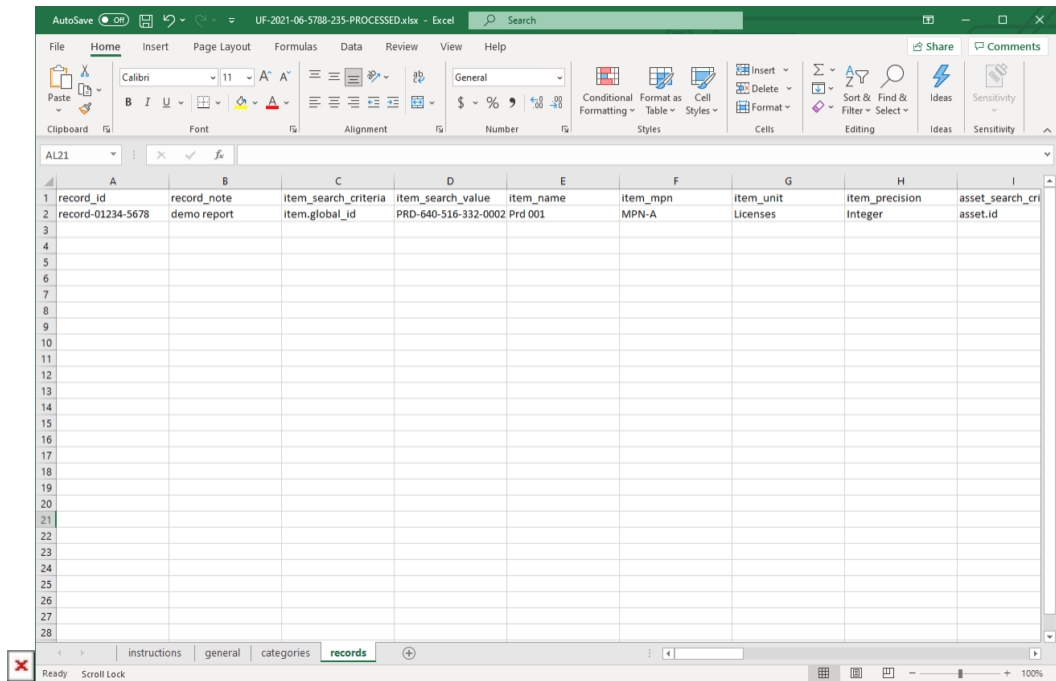 AutoSave Off UF-2021-06-5788-235-PROCESSED.xlsx - Excel Search
File Home Insert Page Layout Formulas Data Review View Help Share Comments
Paste Calibri 11 A A ab General Conditional Formatting Format as Table Cell Styles Insert Delete Format Sort & Filter Find & Select Ideas Sensitivity
B I U A $ % 9 .00 .0
Clipboard Font Alignment Number Styles Cells Editing Ideas Sensitivity
AL21 fx
A B C D E F G H I
1 record_id record_note item_search_criteria item_search_value item_name item_mpn item_unit item_precision asset_search_cri
2 record-01234-5678 demo report item.global_id PRD-640-516-332-0002 Prd 001 MPN-A Licenses Integer asset.id
3
4
5
6
7
8
9
10
11
12
13
14
15
16
17
18
19
20
21
22
23
24
25
26
27
28
instructions general categories records
Ready Scroll Lock 100%